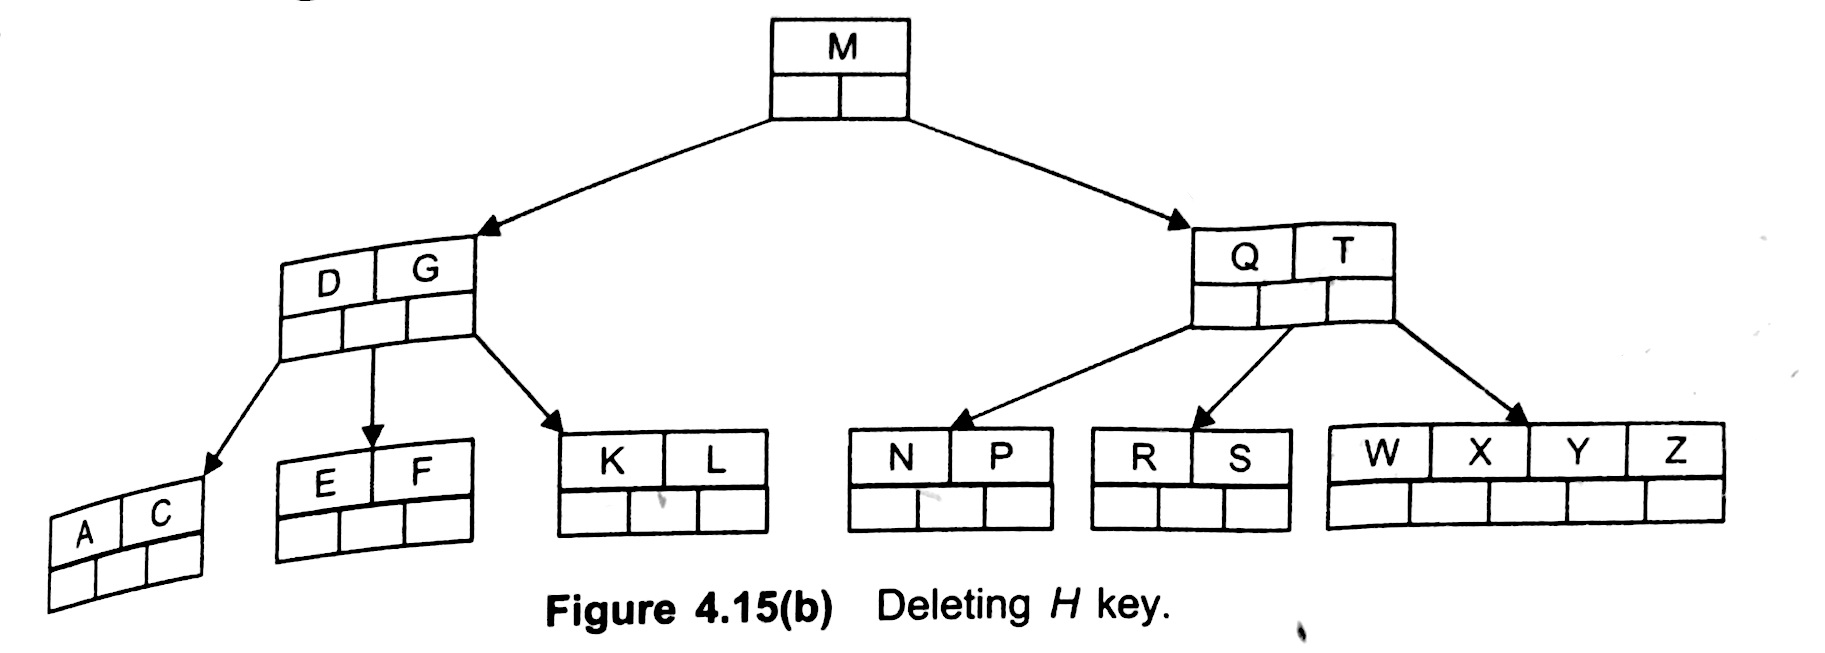 M
D G
Q T
A C
E F
K L
N P
R S
W X Y Z
Figure 4.15(b) Deleting H key.